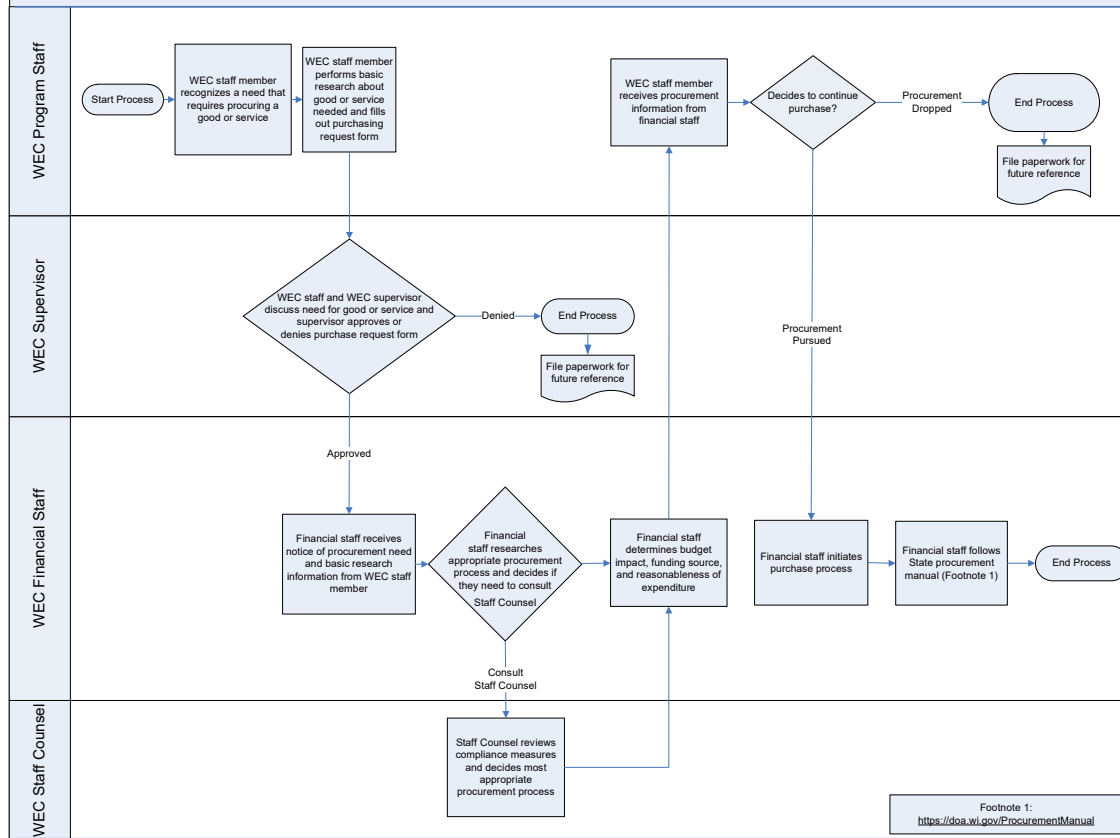 WEC Program Staff
Start Process
WEC staff member
recognizes a need that
requires procuring a
good or service
WEC staff member
performs basic
research about
good or service
needed and fills
out purchasing
request form
WEC staff member
receives procurement
information from
financial staff
Decides to continue
purchase?
Procurement
Dropped
End Process
File paperwork for
future reference
WEC Supervisor
WEC staff and WEC supervisor
discuss need for good or service and
supervisor approves or
denies purchase request form
Denied
End Process
File paperwork for
future reference
Procurement
Pursued
WEC Financial Staff
Approved
Financial staff receives
notice of procurement need
and basic research
information from WEC staff
member
Financial
staff researches
appropriate procurement
process and decides if
they need to consult
Staff Counsel
Financial staff
determines budget
impact, funding source,
and reasonableness of
expenditure
Financial staff initiates
purchase process
Financial staff follows
State procurement
manual (Footnote 1)
End Process
Consult
Staff Counsel
WEC Staff Counsel
Staff Counsel reviews
compliance measures
and decides most
appropriate
procurement process
Footnote 1:
https://doa.wi.gov/ProcurementManual